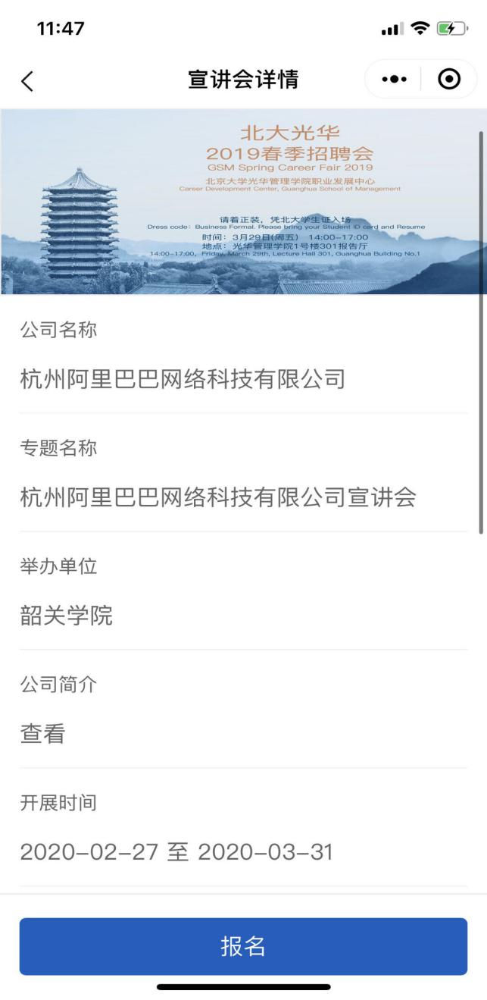 11:47
宣讲会详情
北大光华
2019春季招聘会
GSM Spring Career Fair 2019
北京大学光华管理学院职业发展中心
Career Development Center, Guanghua School of Management
请着正装，凭北大学生证入场
Dress code: Business Formal. Please bring your Student ID card and Resume
时间：3月29日(周五) 14:00-17:00
地点：光华管理学院1号楼301报告厅
14:00-17:00, Friday, March 29th, Lecture Hall 301, Guanghua Building No.1
公司名称
杭州阿里巴巴网络科技有限公司
专题名称
杭州阿里巴巴网络科技有限公司宣讲会
举办单位
韶关学院
公司简介
查看
开展时间
2020-02-27 至 2020-03-31
报名